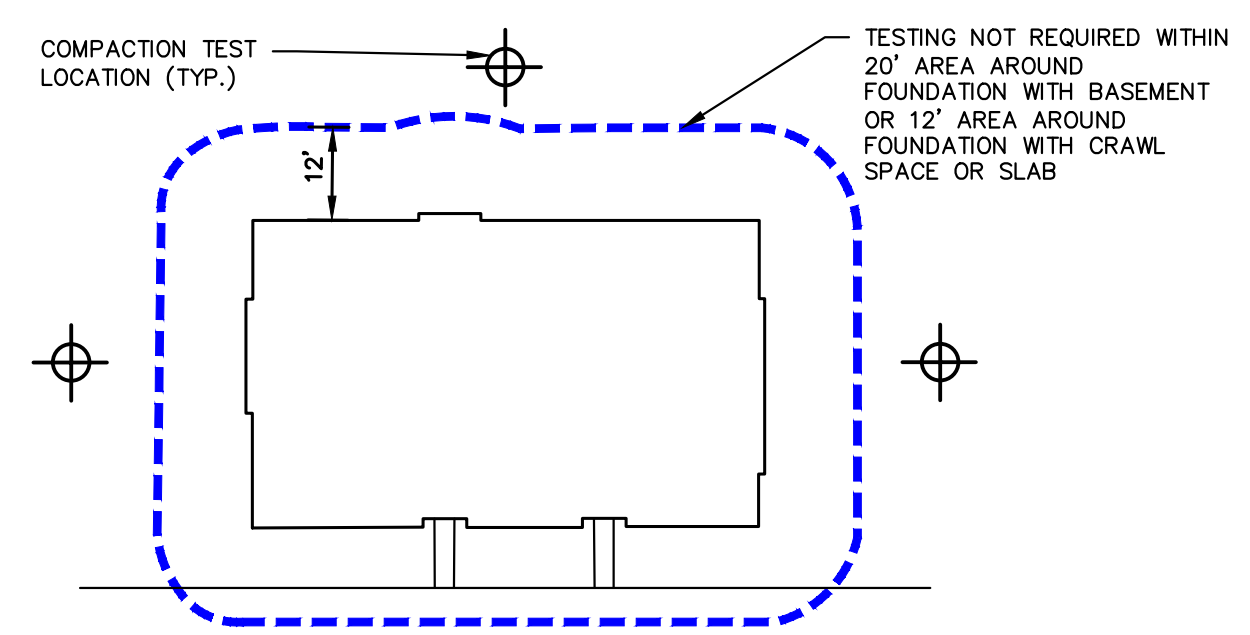 COMPACTION TEST
LOCATION (TYP.)
TESTING NOT REQUIRED WITHIN
20' AREA AROUND
FOUNDATION WITH BASEMENT
OR 12' AREA AROUND
FOUNDATION WITH CRAWL
SPACE OR SLAB
12'